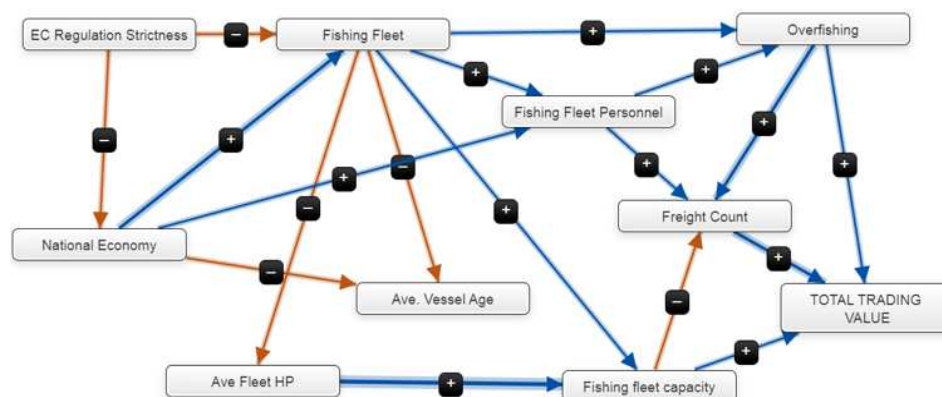 EC Regulation Strictness
−
Fishing Fleet
+
Overfishing
+
+
Fishing Fleet Personnel
+
−
+
+
−
+
+
−
+
Freight Count
National Economy
−
−
+
Ave. Vessel Age
TOTAL TRADING
VALUE
+
Ave Fleet HP
+
Fishing fleet capacity